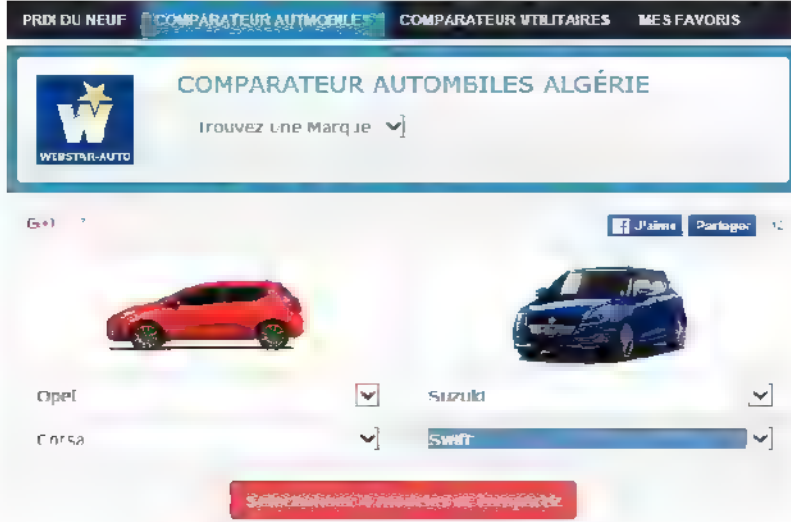 PRIX DU NEUF COMPARATEUR AUTMOBILES COMPARATEUR UTILITAIRES MES FAVORIS
COMPARATEUR AUTOMBILES ALGÉRIE
Trouvez une Marque
WEBSTAR-AUTO
G+1
J'aime Partager
Opel Suzuki
Corsa Swift